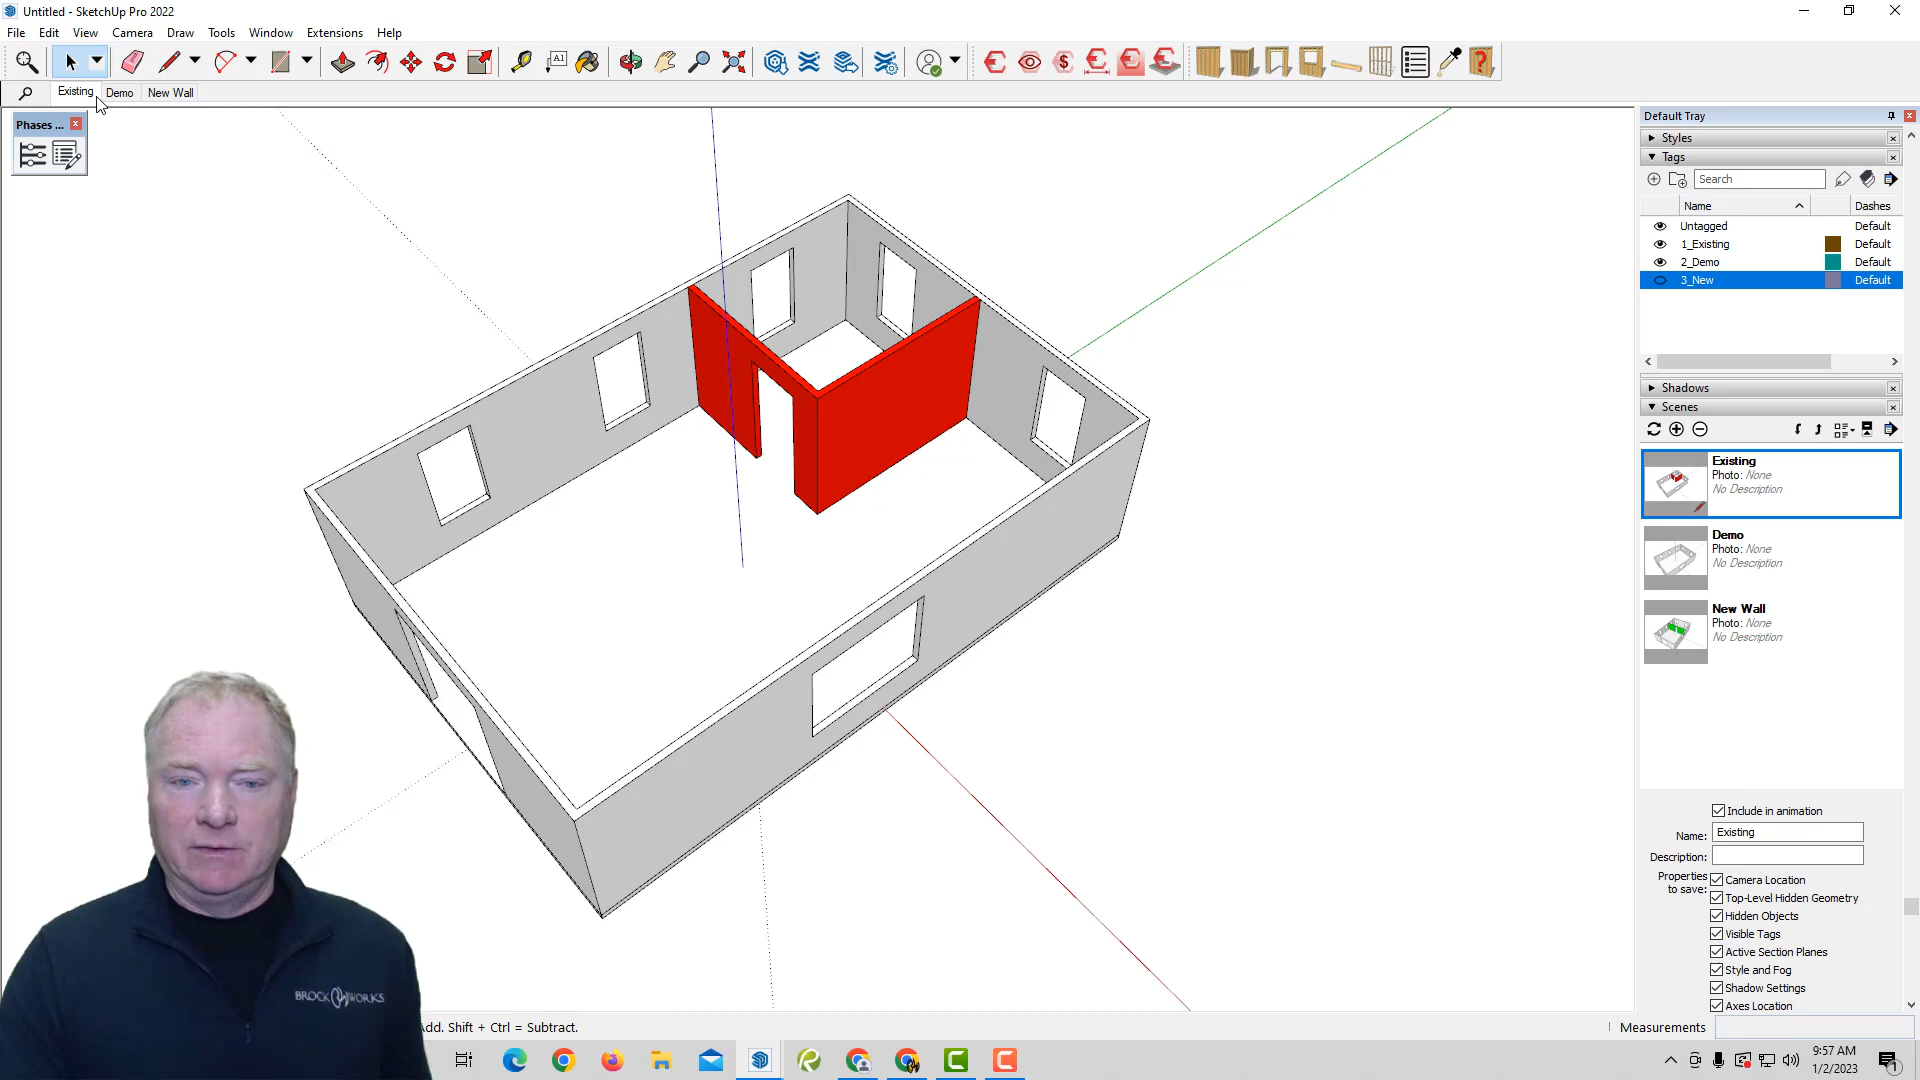 Untitled - SketchUp Pro 2022
File Edit View Camera Draw Tools Window Extensions Help
A1
$
?
Existing Demo New Wall
Phases ...
Default Tray
Styles
Tags
Search
Name Dashes
Untagged Default
1_Existing Default
2_Demo Default
3_New Default
Shadows
Scenes
Existing
Photo: None
No Description
Demo
Photo: None
No Description
New Wall
Photo: None
No Description
Include in animation
Name: Existing
Description:
Properties to save:
Camera Location
Top-Level Hidden Geometry
Hidden Objects
Visible Tags
Active Section Planes
Style and Fog
Shadow Settings
Axes Location
BROCK WORKS
Add. Shift + Ctrl = Subtract.
Measurements
9:57 AM
1/2/2023
1